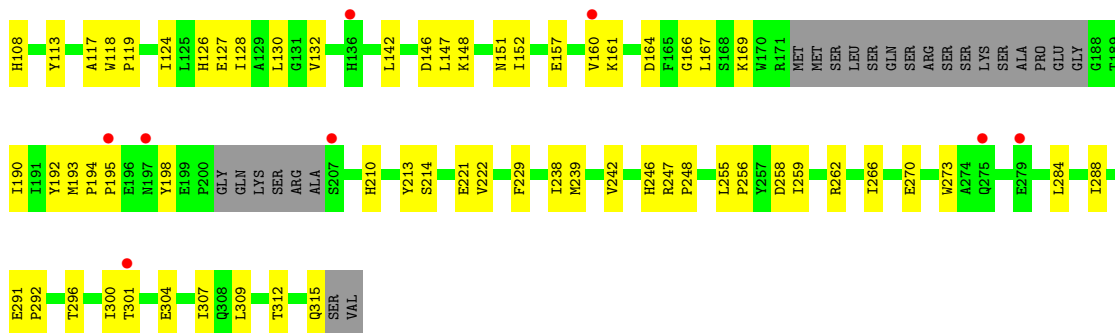 H108 Y113 A117 W118 P119 I124 L125 H126 E127 I128 A129 L130 G131 V132 H136 L142 D146 L147 K148 N151 I152 E157 V160 K161 D164 F165 G166 L167 S168 K169 W170 R171 MET MET SER LEU SER GLN SER ARG SER SER LYS SER ALA PRO GLU GLY G188 T189
I190 I191 Y192 M193 P194 P195 E196 N197 Y198 E199 P200 GLY GLN LYS SER ARG ALA S207 H210 Y213 S214 E221 V222 F229 I238 M239 V242 H246 R247 P248 L255 P256 Y257 D258 I259 R262 I266 E270 W273 A274 Q275 E279 L284 I288
E291 P292 T296 I300 T301 E304 I307 Q308 L309 T312 Q315 SER VAL